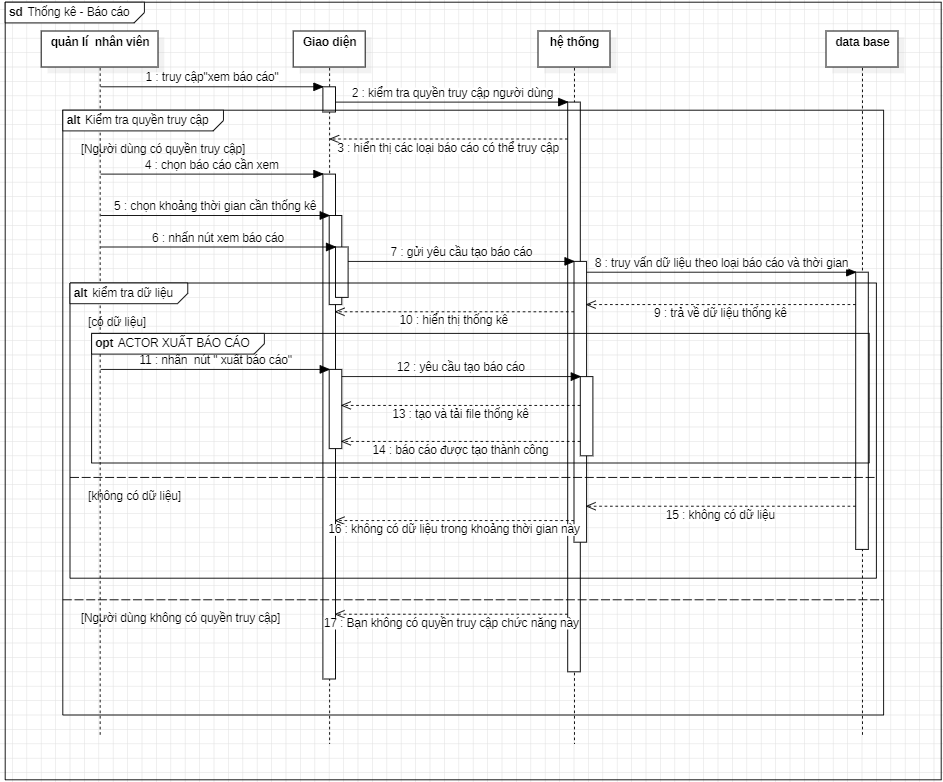 sd Thống kê - Báo cáo
quản lí  nhân viên
Giao diện
hệ thống
data base
1 : truy cập"xem báo cáo"
2 : kiểm tra quyền truy cập người dùng
alt Kiểm tra quyền truy cập
3 : hiển thị các loại báo cáo có thể truy cập
[Người dùng có quyền truy cập]
4 : chọn báo cáo cần xem
5 : chọn khoảng thời gian cần thống kê
6 : nhấn nút xem báo cáo
7 : gửi yêu cầu tạo báo cáo
8 : truy vấn dữ liệu theo loại báo cáo và thời gian
alt kiểm tra dữ liệu
9 : trả về dữ liệu thống kê
10 : hiển thị thống kê
[có dữ liệu]
opt ACTOR XUẤT BÁO CÁO
11 : nhấn  nút " xuất báo cáo"
12 : yêu cầu tạo báo cáo
13 : tạo và tải file thống kê
14 : báo cáo được tạo thành công
[không có dữ liệu]
15 : không có dữ liệu
16 : không có dữ liệu trong khoảng thời gian này
[Người dùng không có quyền truy cập]
17 : Bạn không có quyền truy cập chức năng này